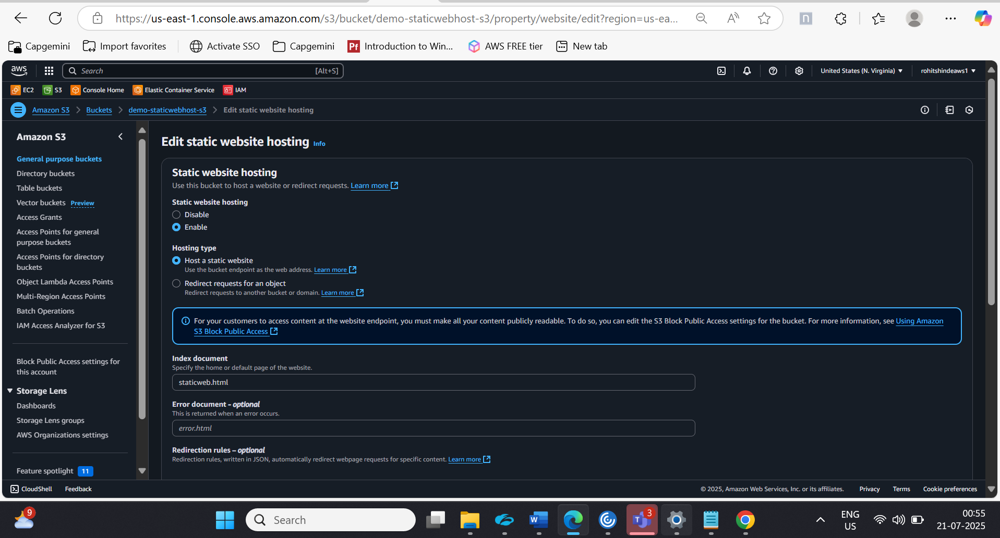 https://us-east-1.console.aws.amazon.com/s3/bucket/demo-staticwebhost-s3/property/website/edit?region=us-ea...
Capgemini
Import favorites
Activate SSO
Capgemini
Introduction to Win...
AWS FREE tier
New tab
aws
Search
[Alt+S]
United States (N. Virginia)
rohitshindeaws1
EC2
S3
Console Home
Elastic Container Service
IAM
Amazon S3
Buckets
demo-staticwebhost-s3
Edit static website hosting
Amazon S3
General purpose buckets
Directory buckets
Table buckets
Vector buckets Preview
Access Grants
Access Points for general
purpose buckets
Access Points for directory
buckets
Object Lambda Access Points
Multi-Region Access Points
Batch Operations
IAM Access Analyzer for S3
Block Public Access settings for
this account
Storage Lens
Dashboards
Storage Lens groups
AWS Organizations settings
Feature spotlight 11
Edit static website hosting Info
Static website hosting
Use this bucket to host a website or redirect requests. Learn more
Static website hosting
Disable
Enable
Hosting type
Host a static website
Use the bucket endpoint as the web address. Learn more
Redirect requests for an object
Redirect requests to another bucket or domain. Learn more
For your customers to access content at the website endpoint, you must make all your content publicly readable. To do so, you can edit the S3 Block Public Access settings for the bucket. For more information, see Using Amazon
S3 Block Public Access
Index document
Specify the home or default page of the website.
staticweb.html
Error document - optional
This is returned when an error occurs.
error.html
Redirection rules – optional
Redirection rules, written in JSON, automatically redirect webpage requests for specific content. Learn more
CloudShell
Feedback
© 2025, Amazon Web Services, Inc. or its affiliates.
Privacy
Terms
Cookie preferences
9
Search
3
ENG
US
00:55
21-07-2025